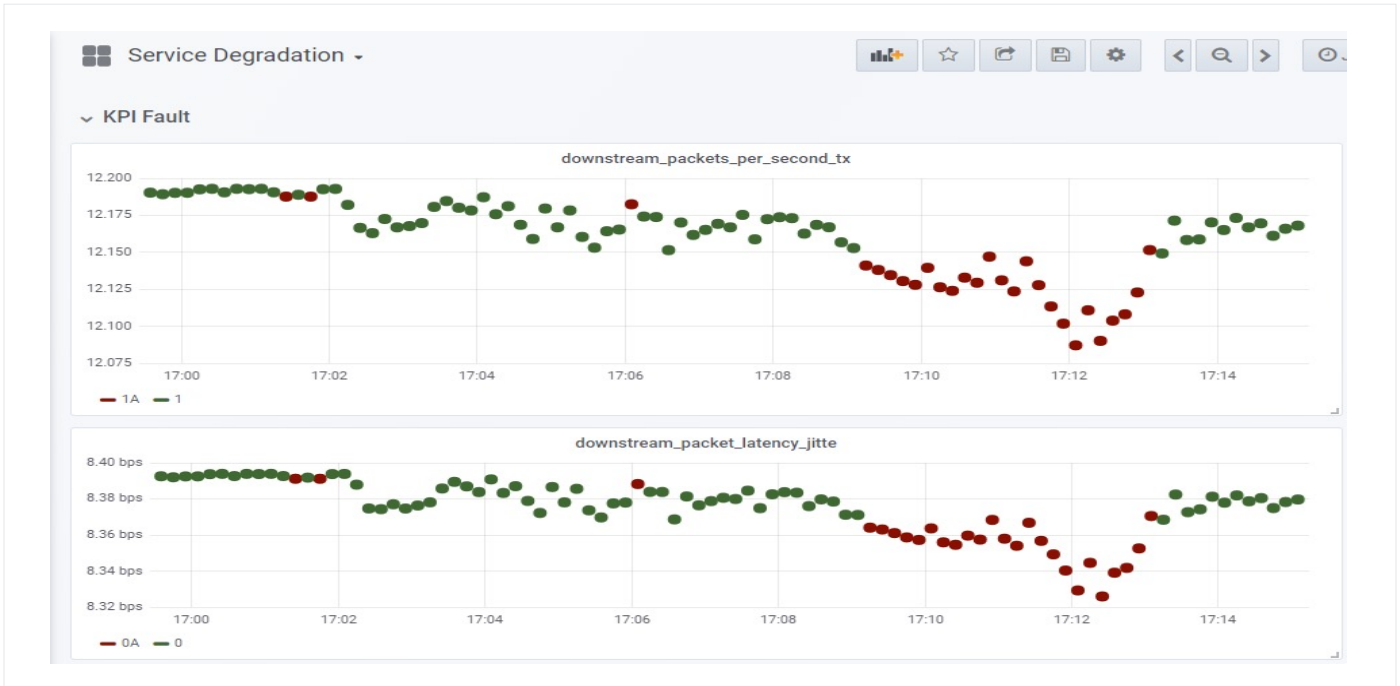 Service Degradation
KPI Fault
downstream_packets_per_second_tx
12.200
12.175
12.150
12.125
12.100
12.075
17:00 17:02 17:04 17:06 17:08 17:10 17:12 17:14
1A 1
downstream_packet_latency_jitte
8.40 bps
8.38 bps
8.36 bps
8.34 bps
8.32 bps
17:00 17:02 17:04 17:06 17:08 17:10 17:12 17:14
0A 0